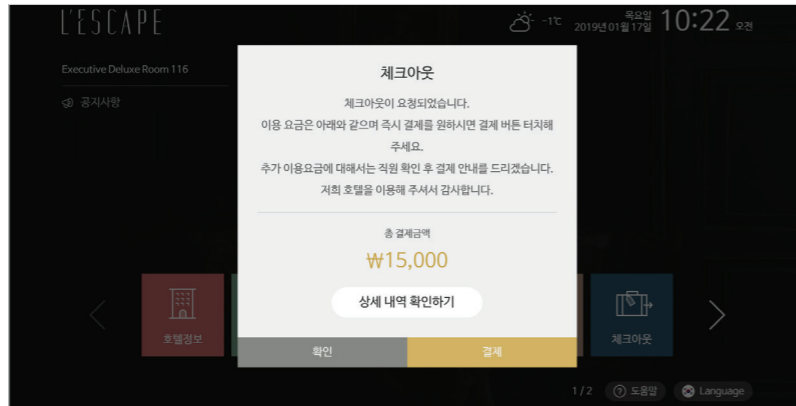 L'ESCAPE
-1℃
목요일
2019년 01월 17일
10:22 오전
Executive Deluxe Room 116
공지사항
체크아웃
체크아웃이 요청되었습니다.
이용 요금은 아래와 같으며 즉시 결제를 원하시면 결제 버튼 터치해
주세요.
추가 이용요금에 대해서는 직원 확인 후 결제 안내를 드리겠습니다.
저희 호텔을 이용해 주셔서 감사합니다.
총 결제금액
₩15,000
상세 내역 확인하기
확인
결제
호텔정보
체크아웃
1 / 2
? 도움말
Language